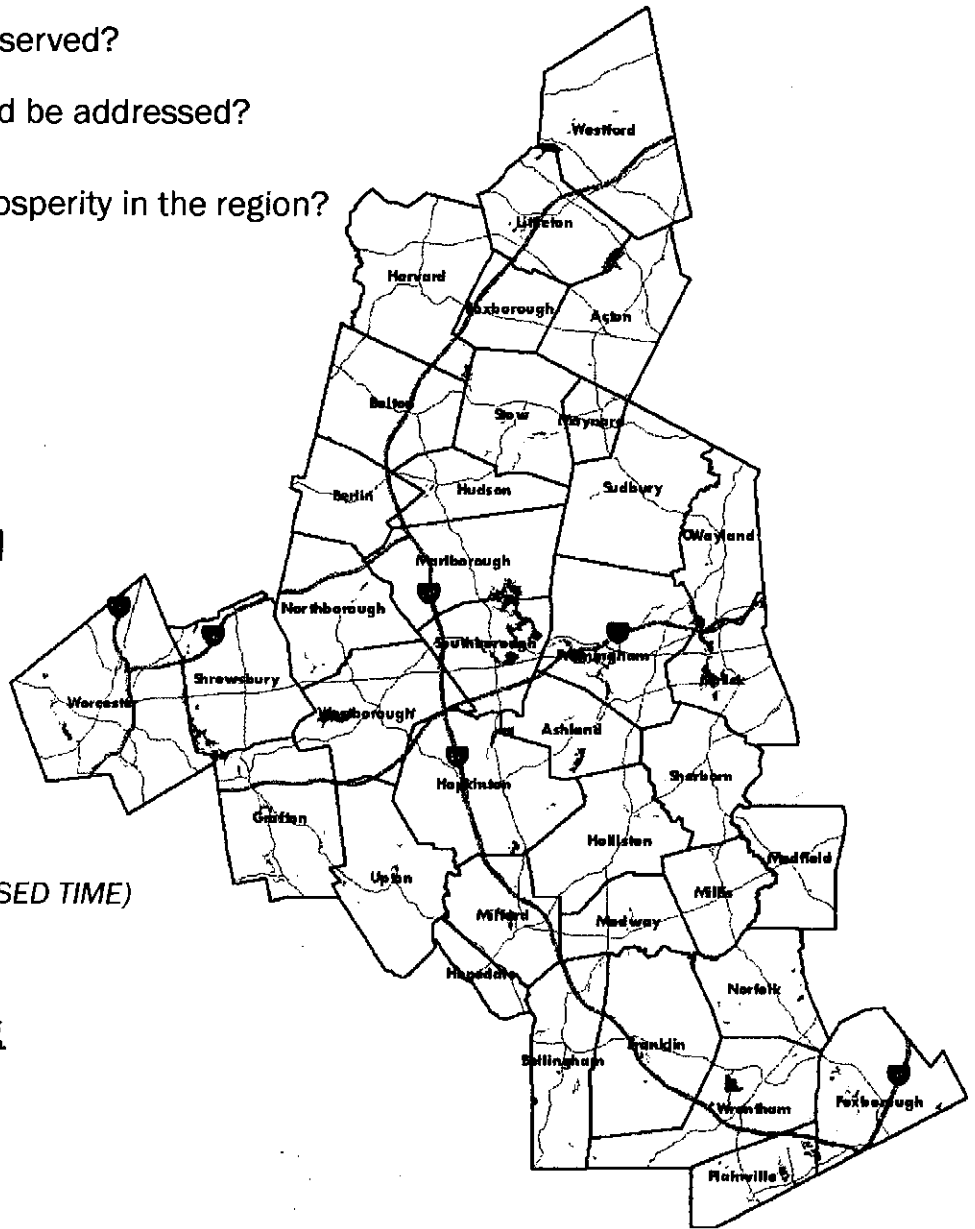 served?
d be addressed?
osperity in the region?
SED TIME)
Westford
Littleton
Harvard
Boxborough
Acton
Bolton
Stow
Maynard
Berlin
Hudson
Sudbury
Wayland
Marlborough
Northborough
Southborough
Framingham
Shrewsbury
Natick
Worcester
Westborough
Ashland
Sherborn
Hopkinton
Grafton
Holliston
Medfield
Upton
Millis
Milford
Medway
Hopedale
Norfolk
Franklin
Bellingham
Wrentham
Foxborough
Plainville